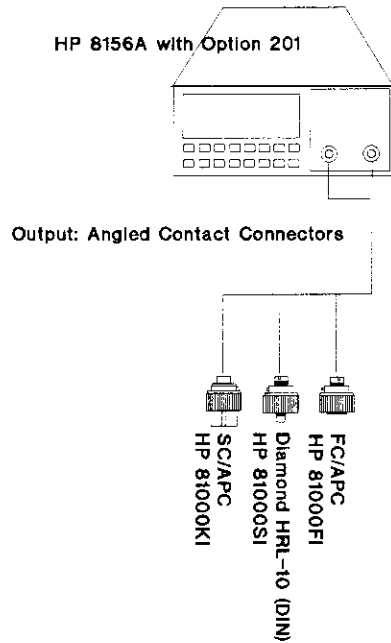 HP 8156A with Option 201
Output: Angled Contact Connectors
SC/APC
HP 81000KI
Diamond HRL-10 (DIN)
HP 81000SI
FC/APC
HP 81000FI